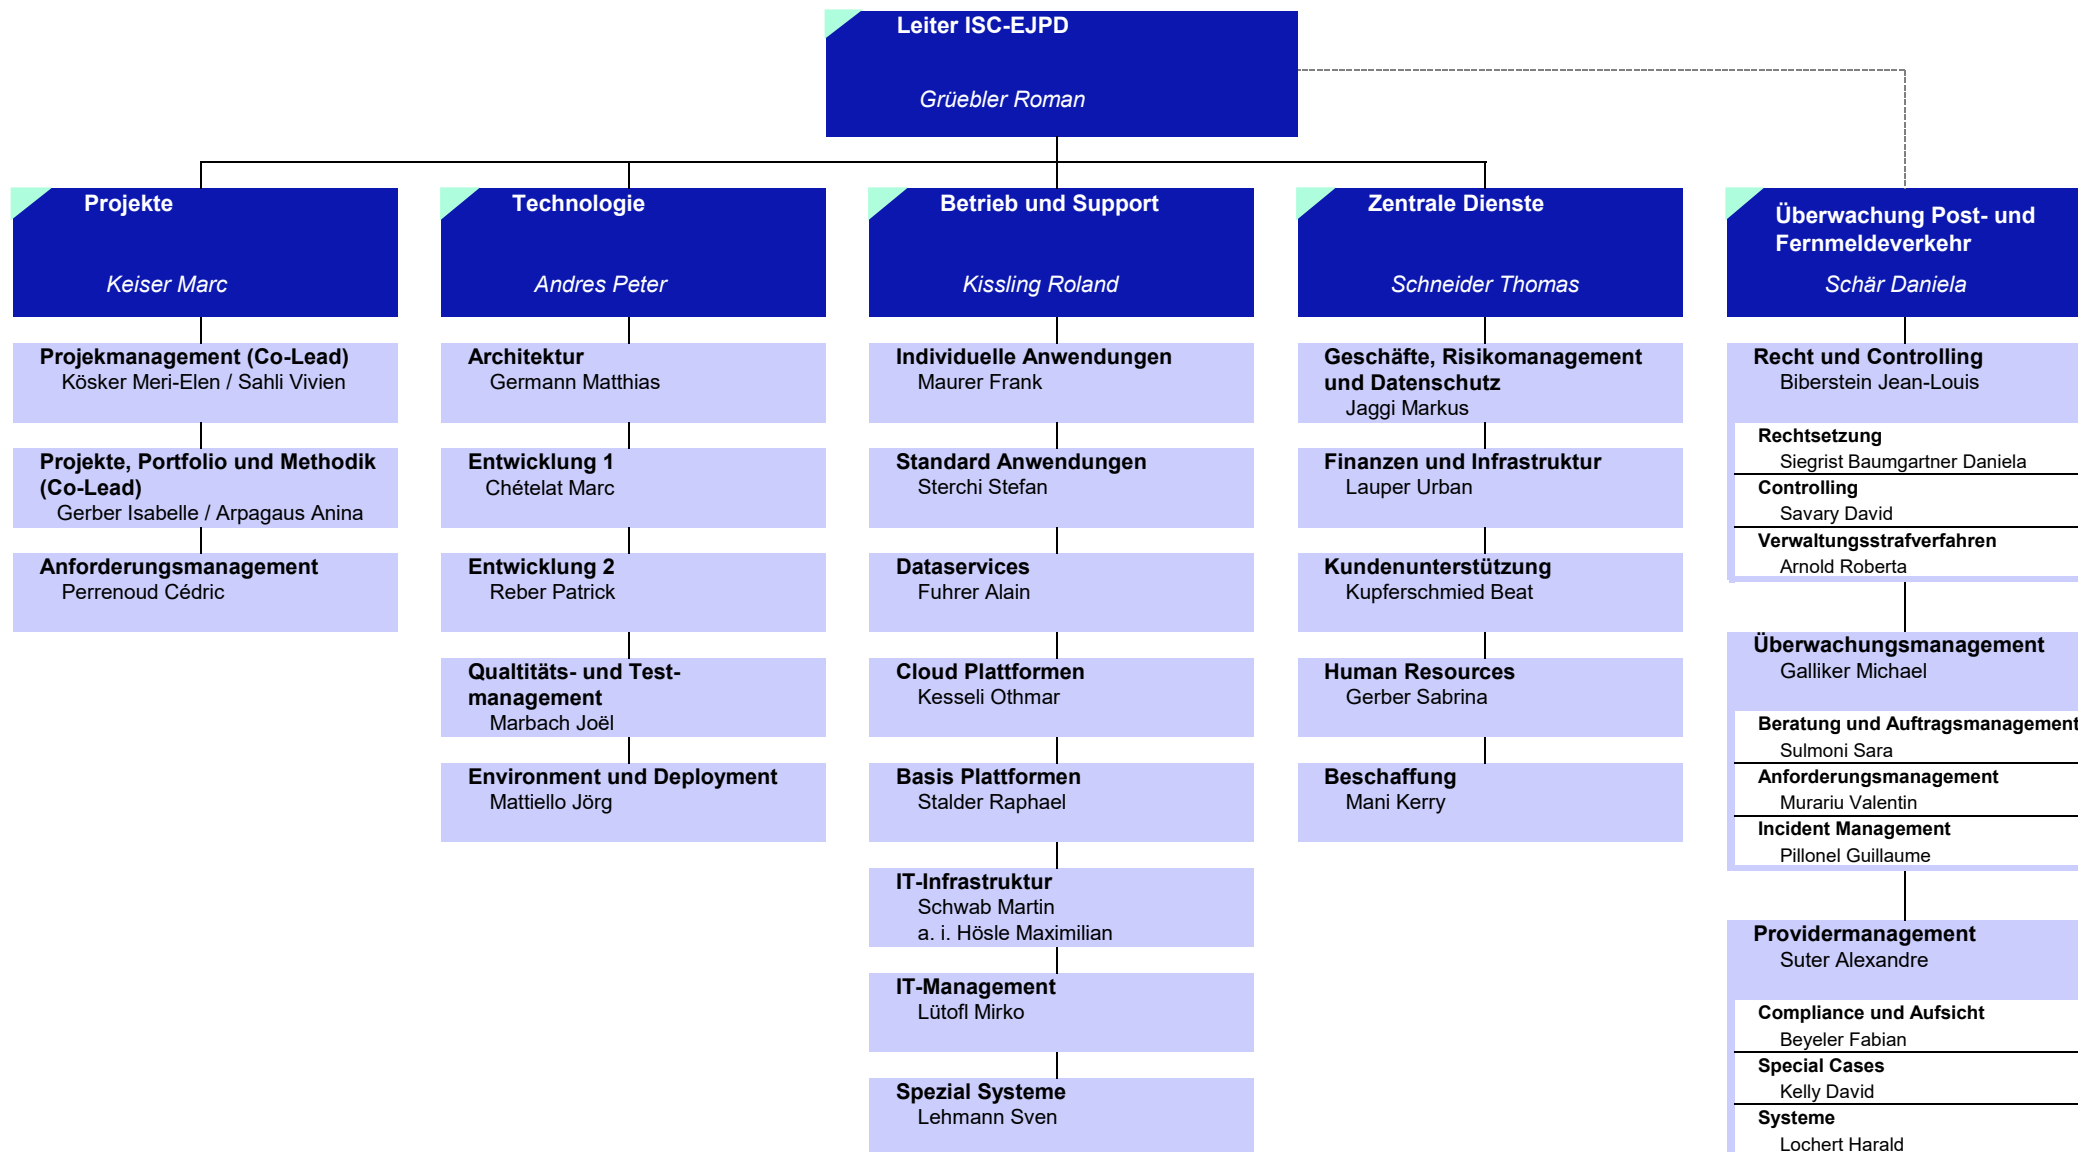 Leiter ISC-EJPD
Grüebler Roman
Projekte
Keiser Marc
Projekmanagement (Co-Lead)
Kösker Meri-Elen / Sahli Vivien
Projekte, Portfolio und Methodik
(Co-Lead)
Gerber Isabelle / Arpagaus Anina
Anforderungsmanagement
Perrenoud Cédric
Technologie
Andres Peter
Architektur
Germann Matthias
Entwicklung 1
Chételat Marc
Entwicklung 2
Reber Patrick
Qualtitäts- und Test-
management
Marbach Joël
Environment und Deployment
Mattiello Jörg
Betrieb und Support
Kissling Roland
Individuelle Anwendungen
Maurer Frank
Standard Anwendungen
Sterchi Stefan
Dataservices
Fuhrer Alain
Cloud Plattformen
Kesseli Othmar
Basis Plattformen
Stalder Raphael
IT-Infrastruktur
Schwab Martin
a. i. Hösle Maximilian
IT-Management
Lütofl Mirko
Spezial Systeme
Lehmann Sven
Zentrale Dienste
Schneider Thomas
Geschäfte, Risikomanagement
und Datenschutz
Jaggi Markus
Finanzen und Infrastruktur
Lauper Urban
Kundenunterstützung
Kupferschmied Beat
Human Resources
Gerber Sabrina
Beschaffung
Mani Kerry
Überwachung Post- und
Fernmeldeverkehr
Schär Daniela
Recht und Controlling
Biberstein Jean-Louis
Rechtsetzung
Siegrist Baumgartner Daniela
Controlling
Savary David
Verwaltungsstrafverfahren
Arnold Roberta
Überwachungsmanagement
Galliker Michael
Beratung und Auftragsmanagement
Sulmoni Sara
Anforderungsmanagement
Murariu Valentin
Incident Management
Pillonel Guillaume
Providermanagement
Suter Alexandre
Compliance und Aufsicht
Beyeler Fabian
Special Cases
Kelly David
Systeme
Lochert Harald